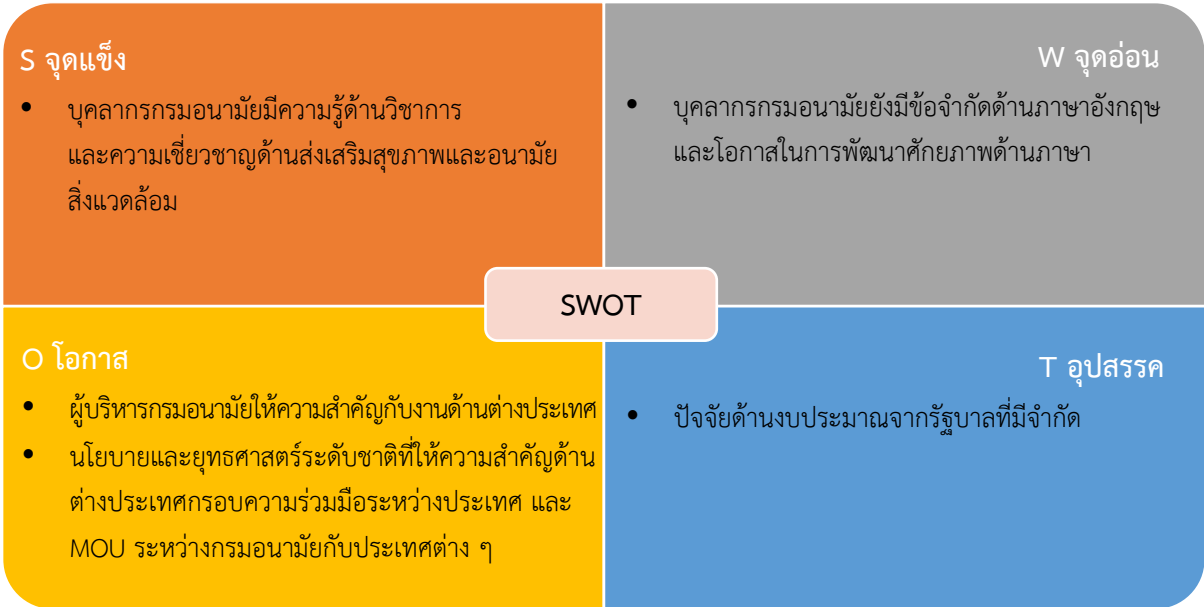 S จุดแข็ง
• บุคลากรกรมอนามัยมีความรู้ด้านวิชาการ
และความเชี่ยวชาญด้านส่งเสริมสุขภาพและอนามัย
สิ่งแวดล้อม
W จุดอ่อน
• บุคลากรกรมอนามัยยังมีข้อจำกัดด้านภาษาอังกฤษ
และโอกาสในการพัฒนาศักยภาพด้านภาษา
SWOT
O โอกาส
• ผู้บริหารกรมอนามัยให้ความสำคัญกับงานด้านต่างประเทศ
• นโยบายและยุทธศาสตร์ระดับชาติที่ให้ความสำคัญด้าน
ต่างประเทศกรอบความร่วมมือระหว่างประเทศ และ
MOU ระหว่างกรมอนามัยกับประเทศต่าง ๆ
T อุปสรรค
• ปัจจัยด้านงบประมาณจากรัฐบาลที่มีจำกัด